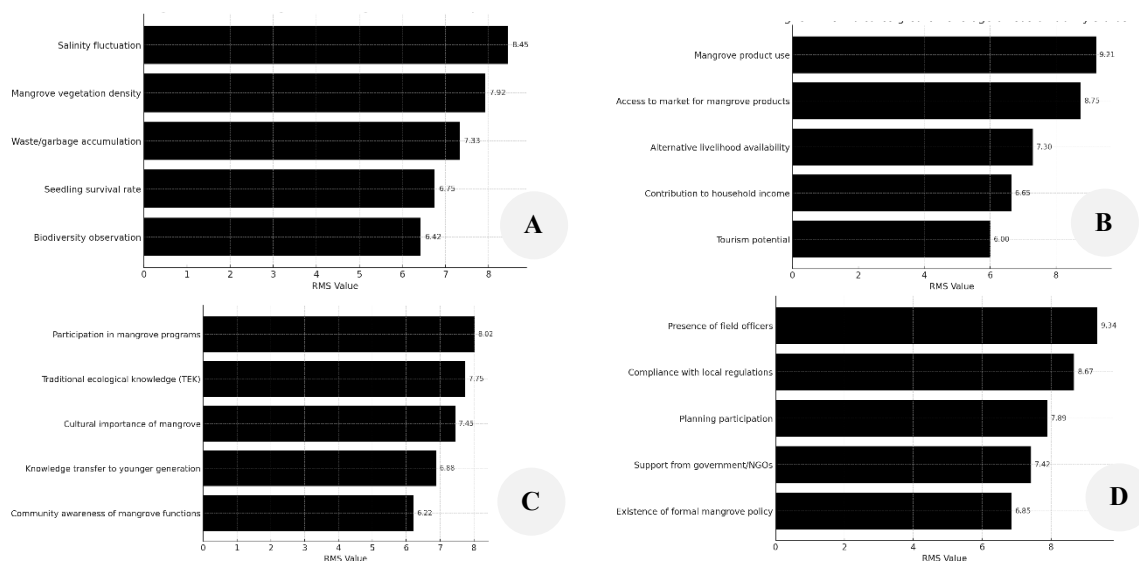 Salinity fluctuation
8.45
Mangrove vegetation density
7.92
Waste/garbage accumulation
7.33
Seedling survival rate
6.75
Biodiversity observation
6.42
0 1 2 3 4 5 6 7 8
RMS Value
A
Mangrove product use
9.21
Access to market for mangrove products
8.75
Alternative livelihood availability
7.30
Contribution to household income
6.65
Tourism potential
6.00
0 2 4 6 8
RMS Value
B
Participation in mangrove programs
8.02
Traditional ecological knowledge (TEK)
7.75
Cultural importance of mangrove
7.45
Knowledge transfer to younger generation
6.88
Community awareness of mangrove functions
6.22
0 1 2 3 4 5 6 7 8
RMS Value
C
Presence of field officers
9.34
Compliance with local regulations
8.67
Planning participation
7.89
Support from government/NGOs
7.42
Existence of formal mangrove policy
6.85
0 2 4 6 8
RMS Value
D